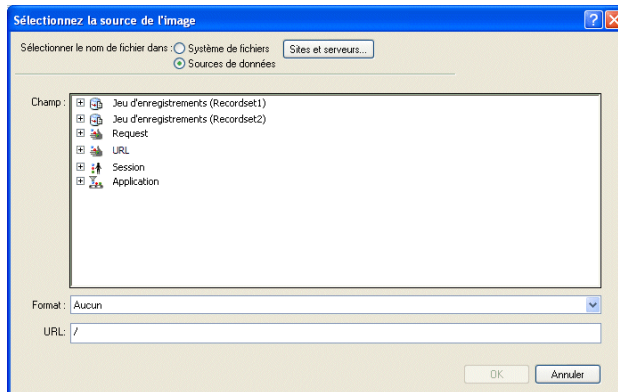 Sélectionnez la source de l'image
Sélectionner le nom de fichier dans : Système de fichiers Sites et serveurs...
Sources de données
Champ : Jeu d'enregistrements (Recordset1)
Jeu d'enregistrements (Recordset2)
Request
URL
Session
Application
Format : Aucun
URL: /
OK Annuler